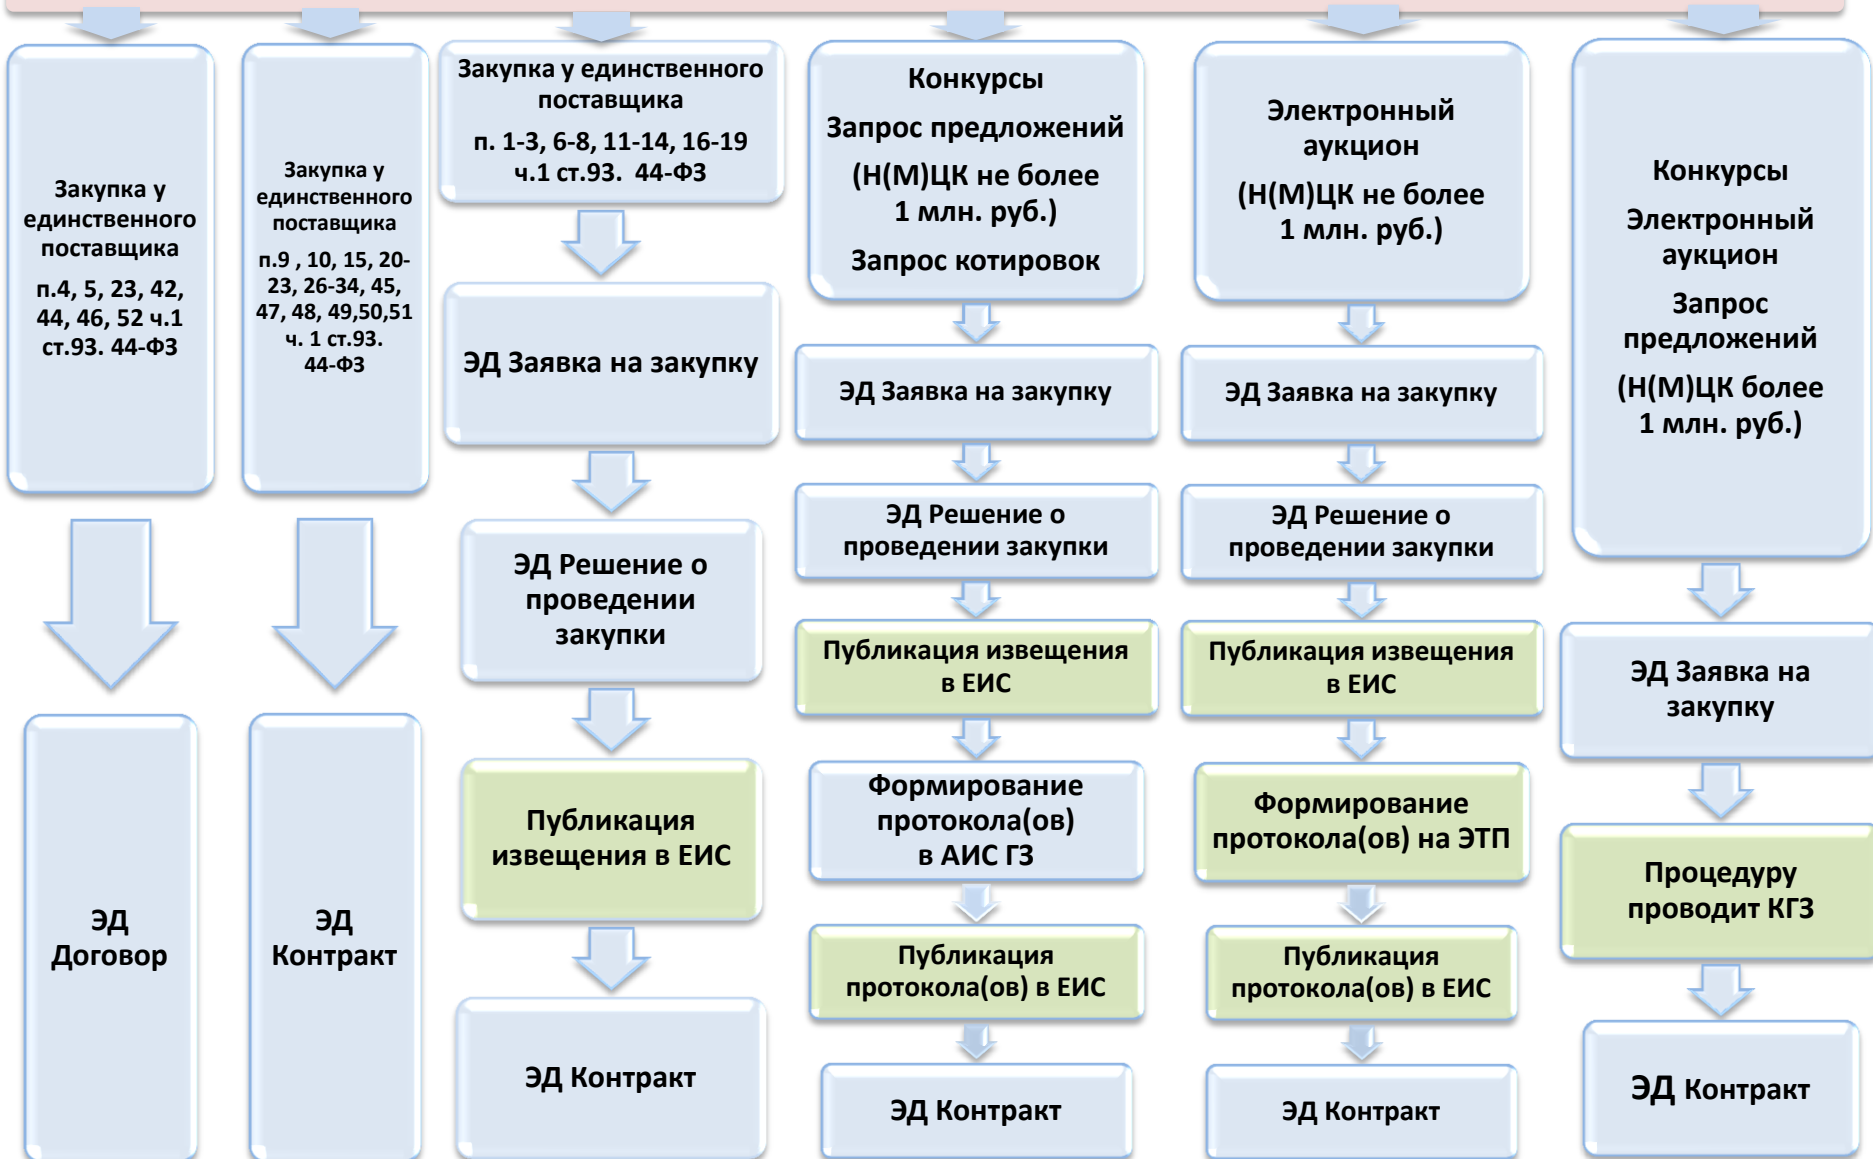 Закупка у
единственного
поставщика
п.4, 5, 23, 42,
44, 46, 52 ч.1
ст.93. 44-ФЗ
ЭД
Договор
Закупка у
единственного
поставщика
п.9 , 10, 15, 20-
23, 26-34, 45,
47, 48, 49,50,51
ч. 1 ст.93.
44-ФЗ
ЭД
Контракт
Закупка у единственного
поставщика
п. 1-3, 6-8, 11-14, 16-19
ч.1 ст.93. 44-ФЗ
ЭД Заявка на закупку
ЭД Решение о
проведении
закупки
Публикация
извещения в ЕИС
ЭД Контракт
Конкурсы
Запрос предложений
(Н(М)ЦК не более
1 млн. руб.)
Запрос котировок
ЭД Заявка на закупку
ЭД Решение о
проведении закупки
Публикация извещения
в ЕИС
Формирование
протокола(ов)
в АИС ГЗ
Публикация
протокола(ов) в ЕИС
ЭД Контракт
Электронный
аукцион
(Н(М)ЦК не более
1 млн. руб.)
ЭД Заявка на закупку
ЭД Решение о
проведении закупки
Публикация извещения
в ЕИС
Формирование
протокола(ов) на ЭТП
Публикация
протокола(ов) в ЕИС
ЭД Контракт
Конкурсы
Электронный
аукцион
Запрос
предложений
(Н(М)ЦК более
1 млн. руб.)
ЭД Заявка на
закупку
Процедуру
проводит КГЗ
ЭД Контракт